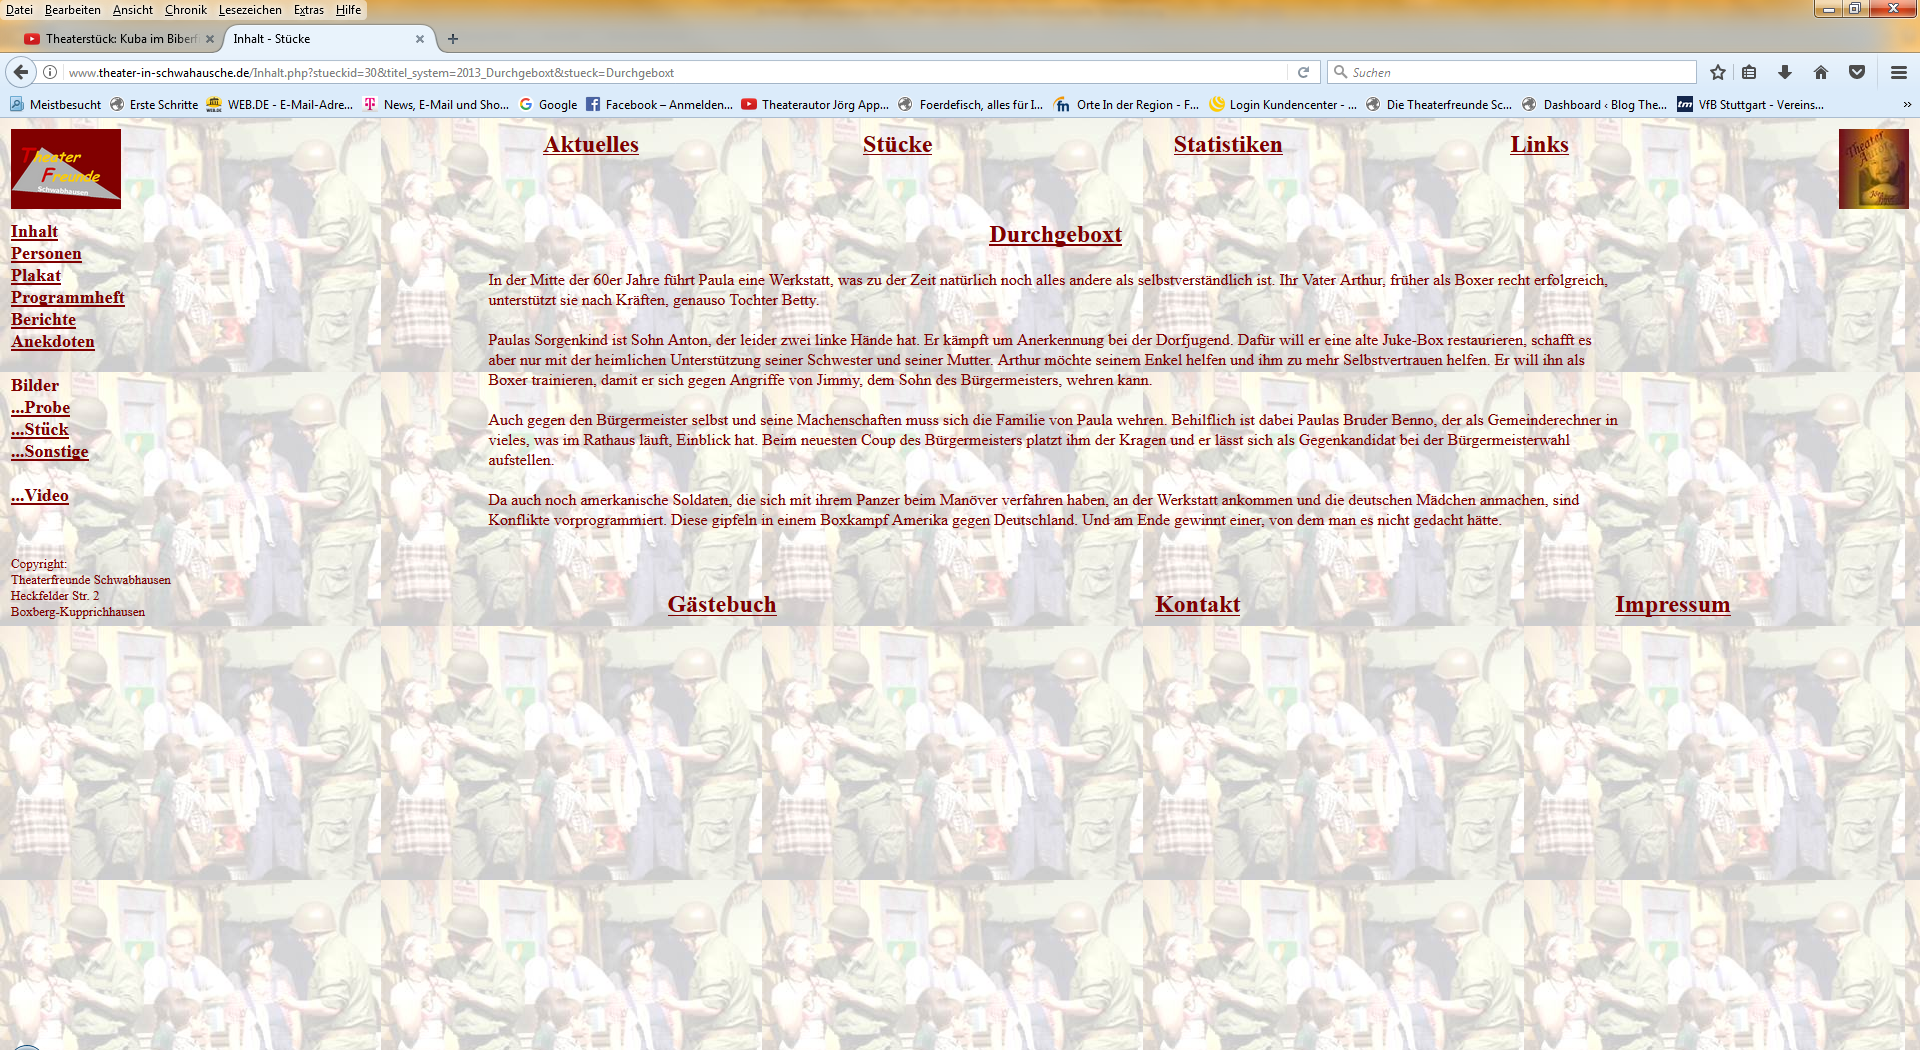 Datei Bearbeiten Ansicht Chronik Lesezeichen Extras Hilfe
Theaterstück: Kuba im Biberf
Inhalt - Stücke
www.theater-in-schwahausche.de/Inhalt.php?stueckid=30&titel_system=2013_Durchgeboxt&stueck=Durchgeboxt
Suchen
Meistbesucht Erste Schritte WEB.DE - E-Mail-Adre... News, E-Mail und Sho... Google Facebook – Anmelden... Theaterautor Jörg App... Foerdefisch, alles für I... Orte In der Region - F... Login Kundencenter - ... Die Theaterfreunde Sc... Dashboard ‹ Blog The... VfB Stuttgart - Vereins... »
Theater
Freunde
Schwabhausen
Aktuelles Stücke Statistiken Links
Theater
Autor
Inhalt
Personen
Plakat
Programmheft
Berichte
Anekdoten
Bilder
...Probe
...Stück
...Sonstige
...Video
Copyright:
Theaterfreunde Schwabhausen
Heckfelder Str. 2
Boxberg-Kupprichhausen
Durchgeboxt
In der Mitte der 60er Jahre führt Paula eine Werkstatt, was zu der Zeit natürlich noch alles andere als selbstverständlich ist. Ihr Vater Arthur, früher als Boxer recht erfolgreich,
unterstützt sie nach Kräften, genauso Tochter Betty.
Paulas Sorgenkind ist Sohn Anton, der leider zwei linke Hände hat. Er kämpft um Anerkennung bei der Dorfjugend. Dafür will er eine alte Juke-Box restaurieren, schafft es
aber nur mit der heimlichen Unterstützung seiner Schwester und seiner Mutter. Arthur möchte seinem Enkel helfen und ihm zu mehr Selbstvertrauen helfen. Er will ihn als
Boxer trainieren, damit er sich gegen Angriffe von Jimmy, dem Sohn des Bürgermeisters, wehren kann.
Auch gegen den Bürgermeister selbst und seine Machenschaften muss sich die Familie von Paula wehren. Behilflich ist dabei Paulas Bruder Benno, der als Gemeinderechner in
vieles, was im Rathaus läuft, Einblick hat. Beim neuesten Coup des Bürgermeisters platzt ihm der Kragen und er lässt sich als Gegenkandidat bei der Bürgermeisterwahl
aufstellen.
Da auch noch amerkanische Soldaten, die sich mit ihrem Panzer beim Manöver verfahren haben, an der Werkstatt ankommen und die deutschen Mädchen anmachen, sind
Konflikte vorprogrammiert. Diese gipfeln in einem Boxkampf Amerika gegen Deutschland. Und am Ende gewinnt einer, von dem man es nicht gedacht hätte.
Gästebuch Kontakt Impressum